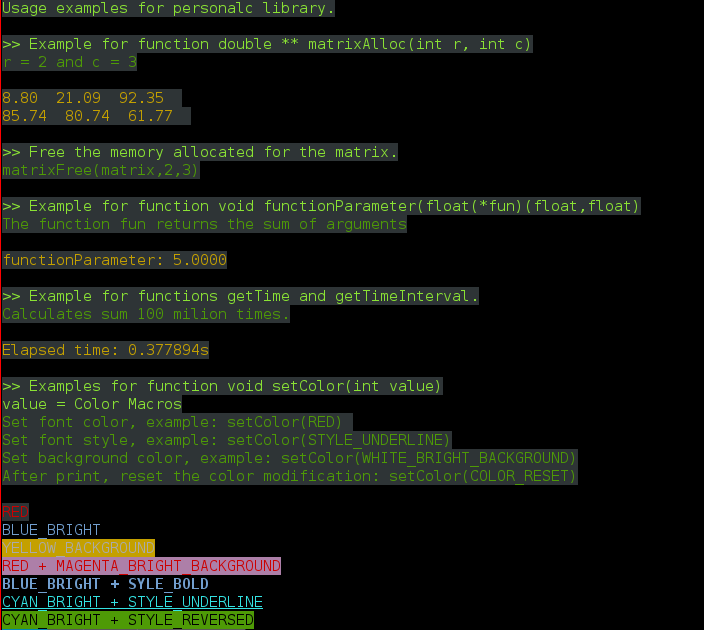 Usage examples for personalc library.
>> Example for function double ** matrixAlloc(int r, int c)
r = 2 and c = 3
8.80  21.09  92.35
85.74  80.74  61.77
>> Free the memory allocated for the matrix.
matrixFree(matrix,2,3)
>> Example for function void functionParameter(float(*fun)(float,float)
The function fun returns the sum of arguments
functionParameter: 5.0000
>> Example for functions getTime and getTimeInterval.
Calculates sum 100 milion times.
Elapsed time: 0.377894s
>> Examples for function void setColor(int value)
value = Color Macros
Set font color, example: setColor(RED)
Set font style, example: setColor(STYLE_UNDERLINE)
Set background color, example: setColor(WHITE_BRIGHT_BACKGROUND)
After print, reset the color modification: setColor(COLOR_RESET)
RED
BLUE_BRIGHT
YELLOW_BACKGROUND
RED + MAGENTA_BRIGHT_BACKGROUND
BLUE_BRIGHT + SYLE_BOLD
CYAN_BRIGHT + STYLE_UNDERLINE
CYAN_BRIGHT + STYLE_REVERSED